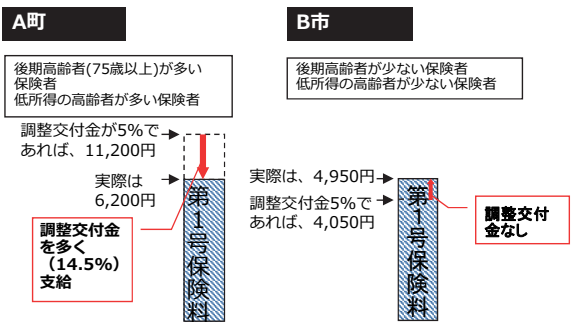 A町
後期高齢者(75歳以上)が多い
保険者
低所得の高齢者が多い保険者
調整交付金が5%で
あれば、11,200円
実際は
6,200円
調整交付金
を多く
（14.5%）
支給
第1号保険料
B市
後期高齢者が少ない保険者
低所得の高齢者が少ない保険者
実際は、4,950円
調整交付金5%で
あれば、4,050円
第1号保険料
調整交付
金なし